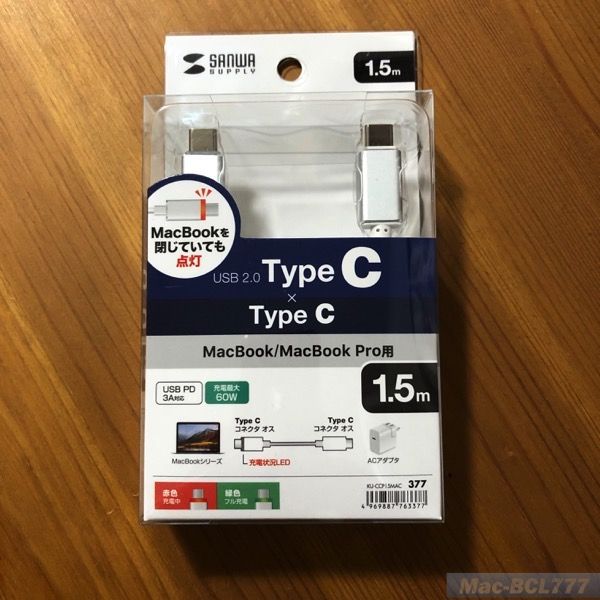 SANWA
SUPPLY
1.5m
MacBookを
閉じていても
点灯
USB 2.0 Type C
×
Type C
MacBook/MacBook Pro用
USB PD
3A対応
充電最大
60W
1.5m
Type C
コネクタ オス
Type C
コネクタ オス
MacBookシリーズ
充電状況LED
ACアダプタ
赤色
充電中
緑色
フル充電
KU-CCP15MAC 377
4 969887 763377
Mac-BCL777